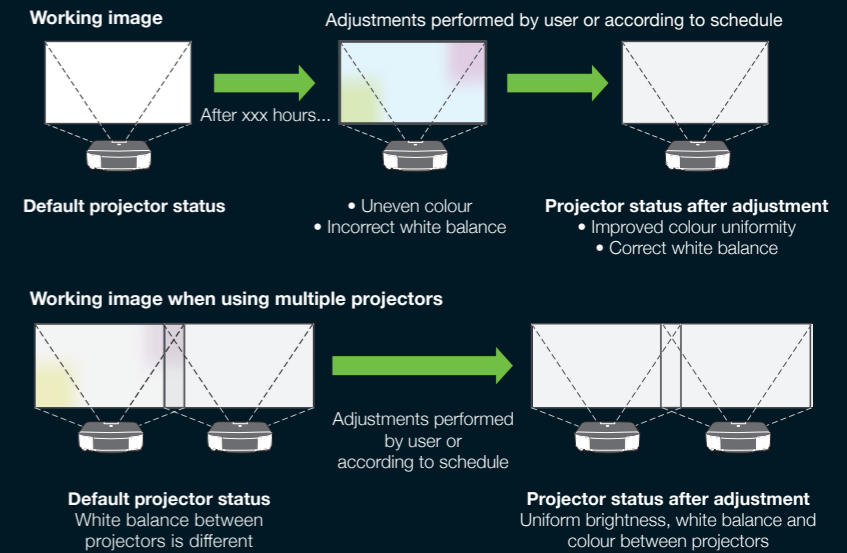 Working image
Adjustments performed by user or according to schedule
After xxx hours...
Default projector status
• Uneven colour
• Incorrect white balance
Projector status after adjustment
• Improved colour uniformity
• Correct white balance
Working image when using multiple projectors
Adjustments performed
by user or
according to schedule
Default projector status
White balance between
projectors is different
Projector status after adjustment
Uniform brightness, white balance and
colour between projectors